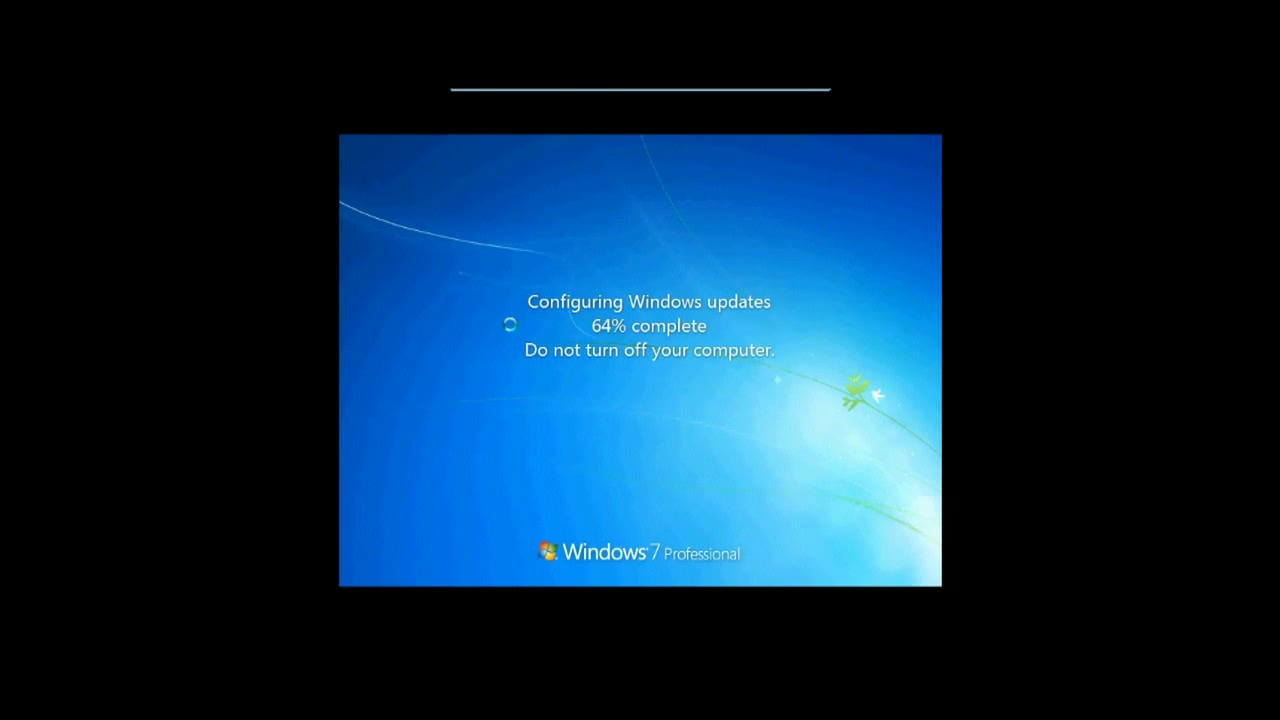 Configuring Windows updates
64% complete
Do not turn off your computer.
Windows 7 Professional